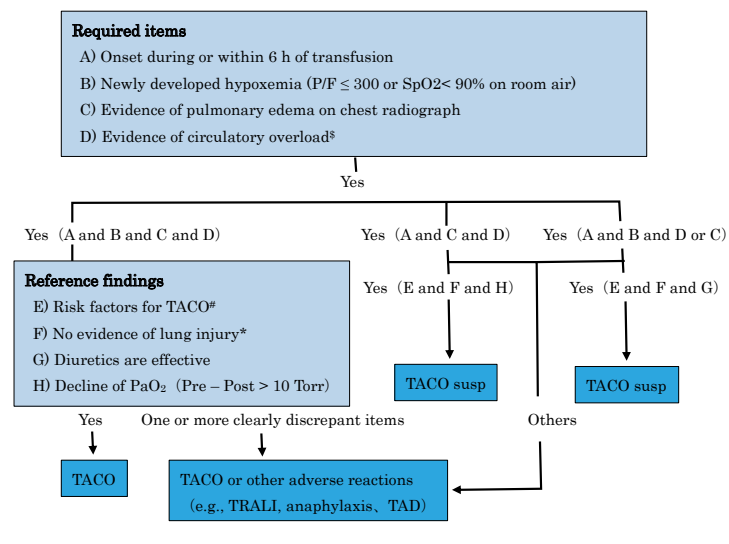 Required items
A) Onset during or within 6 h of transfusion
B) Newly developed hypoxemia (P/F ≤ 300 or SpO2< 90% on room air)
C) Evidence of pulmonary edema on chest radiograph
D) Evidence of circulatory overload$
Yes
Yes（A and B and C and D）
Yes（A and C and D）
Yes（A and B and D or C）
Reference findings
E) Risk factors for TACO#
F) No evidence of lung injury*
G) Diuretics are effective
H) Decline of PaO2（Pre – Post > 10 Torr）
Yes（E and F and H）
Yes（E and F and G）
TACO susp
TACO susp
Yes
One or more clearly discrepant items
Others
TACO
TACO or other adverse reactions
（e.g., TRALI, anaphylaxis、TAD）